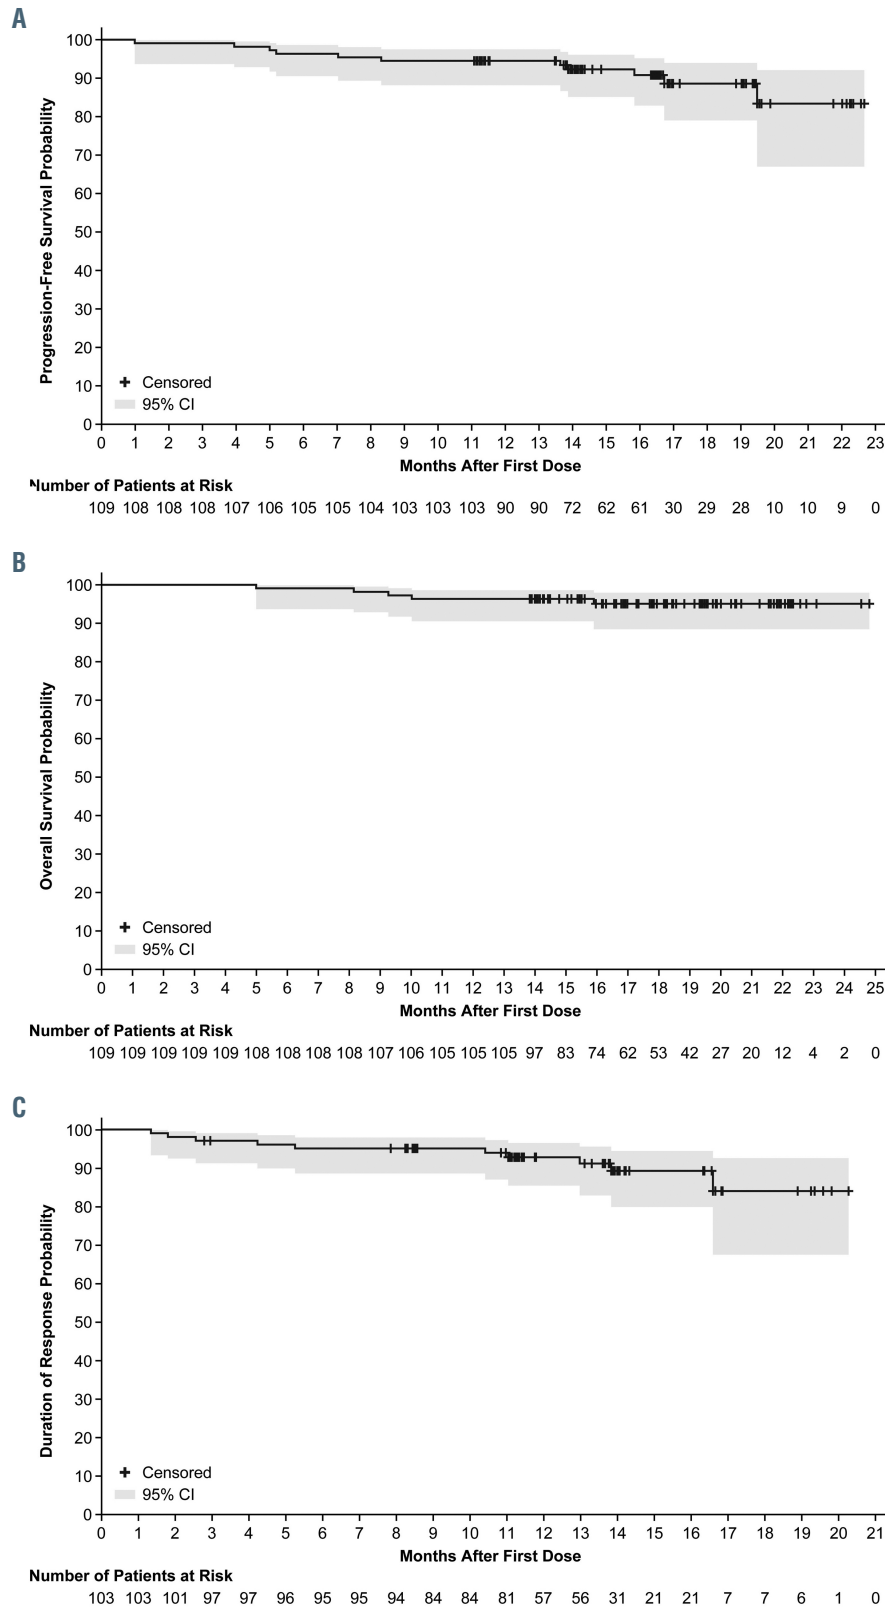 A
100
90
80
70
60
50
40
30
20
10
0
Progression-Free Survival Probability
Censored
95% CI
0 1 2 3 4 5 6 7 8 9 10 11 12 13 14 15 16 17 18 19 20 21 22 23
Months After First Dose
Number of Patients at Risk
109 108 108 108 107 106 105 105 104 103 103 103 90 90 72 62 61 30 29 28 10 10 9 0
B
100
90
80
70
60
50
40
30
20
10
0
Overall Survival Probability
Censored
95% CI
0 1 2 3 4 5 6 7 8 9 10 11 12 13 14 15 16 17 18 19 20 21 22 23 24 25
Months After First Dose
Number of Patients at Risk
109 109 109 109 109 108 108 108 108 107 106 105 105 105 97 83 74 62 53 42 27 20 12 4 2 0
C
100
90
80
70
60
50
40
30
20
10
0
Duration of Response Probability
Censored
95% CI
0 1 2 3 4 5 6 7 8 9 10 11 12 13 14 15 16 17 18 19 20 21
Months After First Dose
Number of Patients at Risk
103 103 101 97 97 96 95 95 94 84 84 81 57 56 31 21 21 7 7 6 1 0